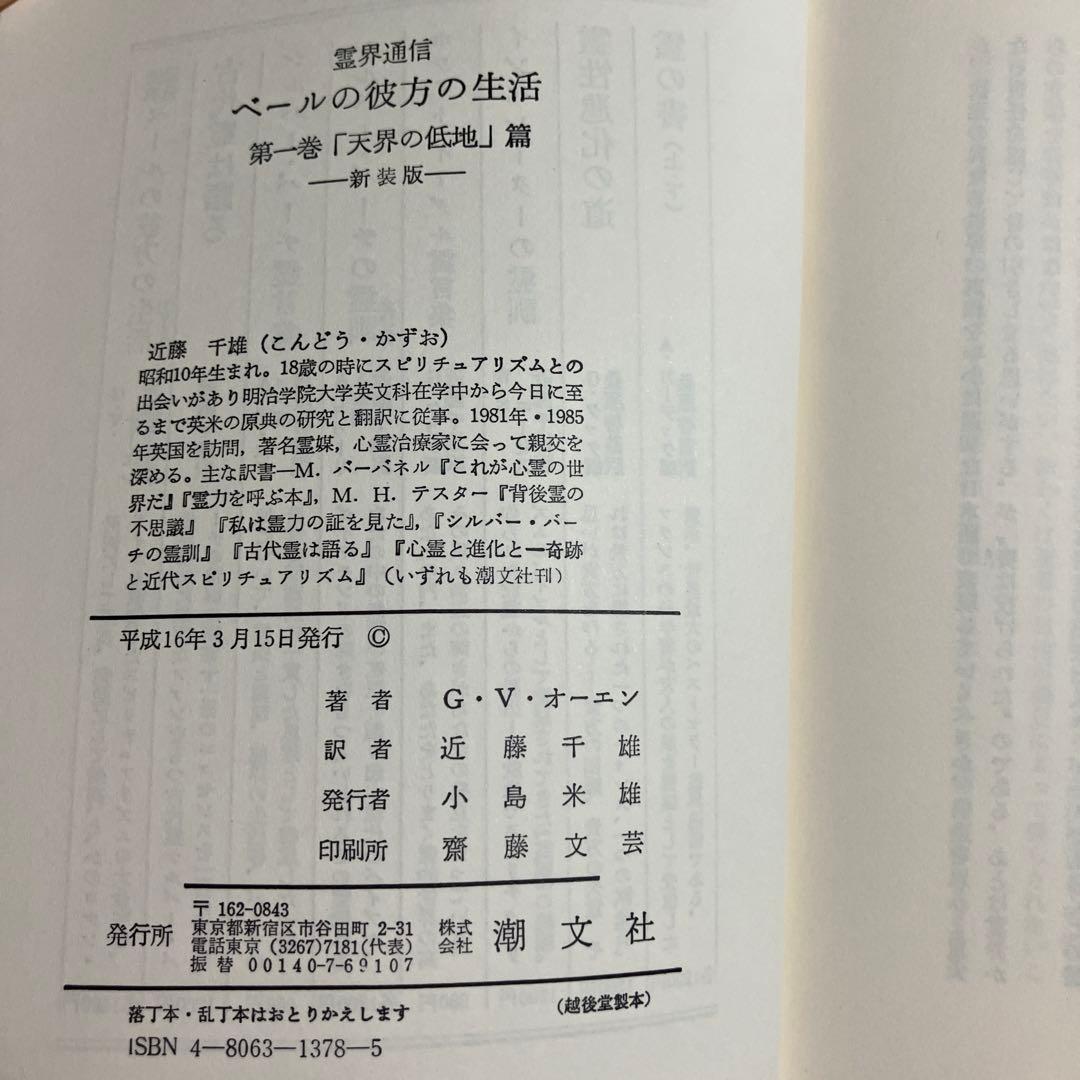 霊界通信
ベールの彼方の生活
第一巻「天界の低地」篇
―新装版―
近藤 千雄(こんどう・かずお)
昭和10年生まれ。18歳の時にスピリチュアリズムとの
出会いがあり明治学院大学英文科在学中から今日に至
るまで英米の原典の研究と翻訳に従事。1981年・1985
年英国を訪問，著名霊媒，心霊治療家に会って親交を
深める。主な訳書―M．バーバネル『これが心霊の世
界だ』『霊力を呼ぶ本』，M．H．テスター『背後霊の
不思議』『私は霊力の証を見た』，『シルバー・バー
チの霊訓』『古代霊は語る』『心霊と進化と―奇跡
と近代スピリチュアリズム』(いずれも潮文社刊)
平成16年3月15日発行 ©
著者 G・V・オーエン
訳者 近藤千雄
発行者 小島米雄
印刷所 齋藤文芸
発行所 〒162-0843
東京都新宿区市谷田町 2-31
電話東京 (3267)7181(代表)
振替 00140-7-69107
株式会社 潮文社
落丁本・乱丁本はおとりかえします
(越後堂製本)
ISBN 4―8063―1378―5